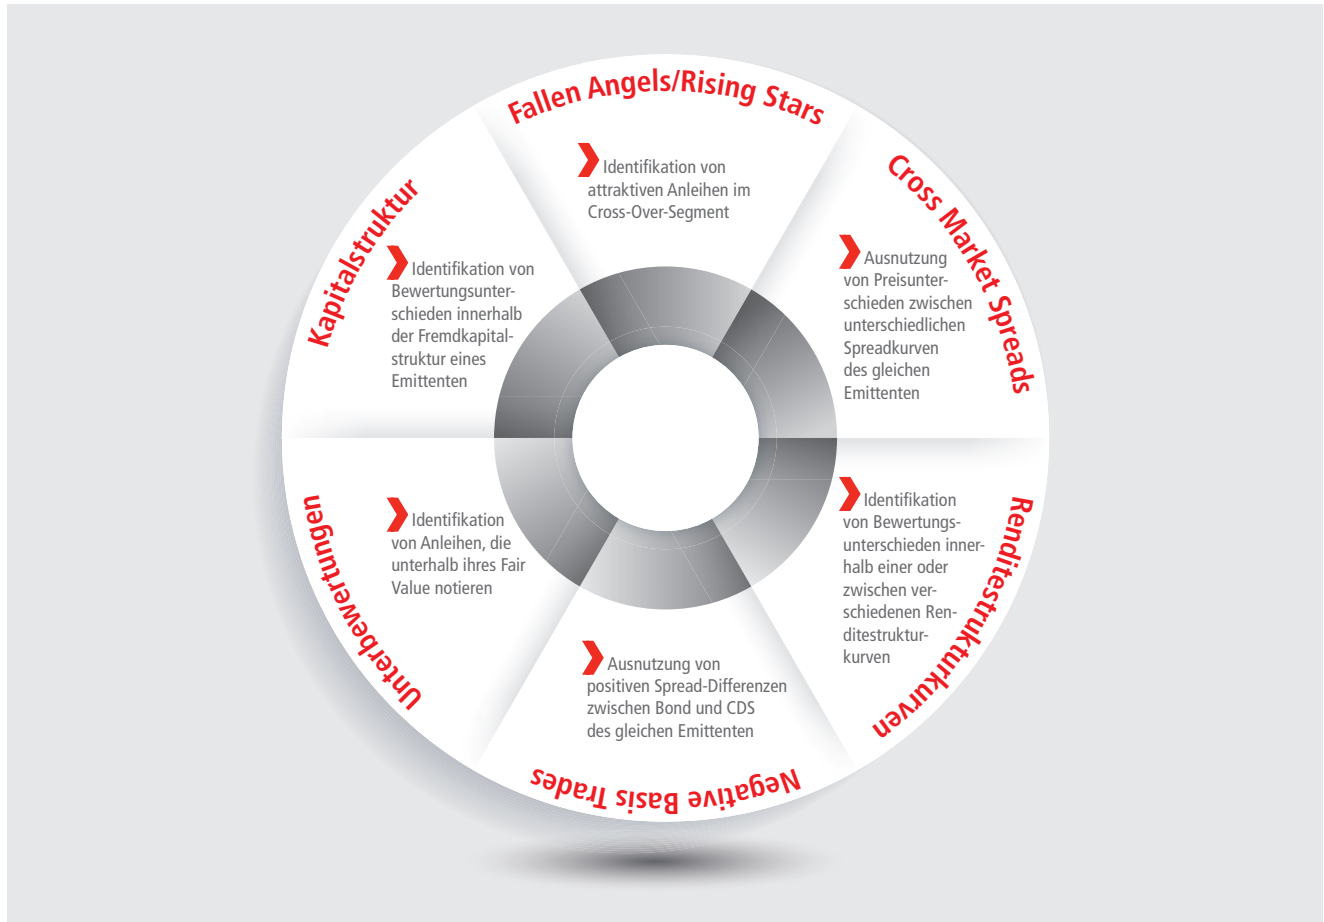 Fallen Angels/Rising Stars
Identifikation von
attraktiven Anleihen im
Cross-Over-Segment
Cross Market Spreads
Ausnutzung
von Preisunter-
schieden zwischen
unterschiedlichen
Spreadkurven
des gleichen
Emittenten
Renditestrukturkurven
Identifikation
von Bewertungs-
unterschieden inner-
halb einer oder
zwischen ver-
schiedenen Ren-
ditestruktur-
kurven
Negative Basis Trades
Ausnutzung von
positiven Spread-Differenzen
zwischen Bond und CDS
des gleichen Emittenten
Unterbewertungen
Identifikation
von Anleihen, die
unterhalb ihres Fair
Value notieren
Kapitalstruktur
Identifikation von
Bewertungsunter-
schieden innerhalb
der Fremdkapital-
struktur eines
Emittenten